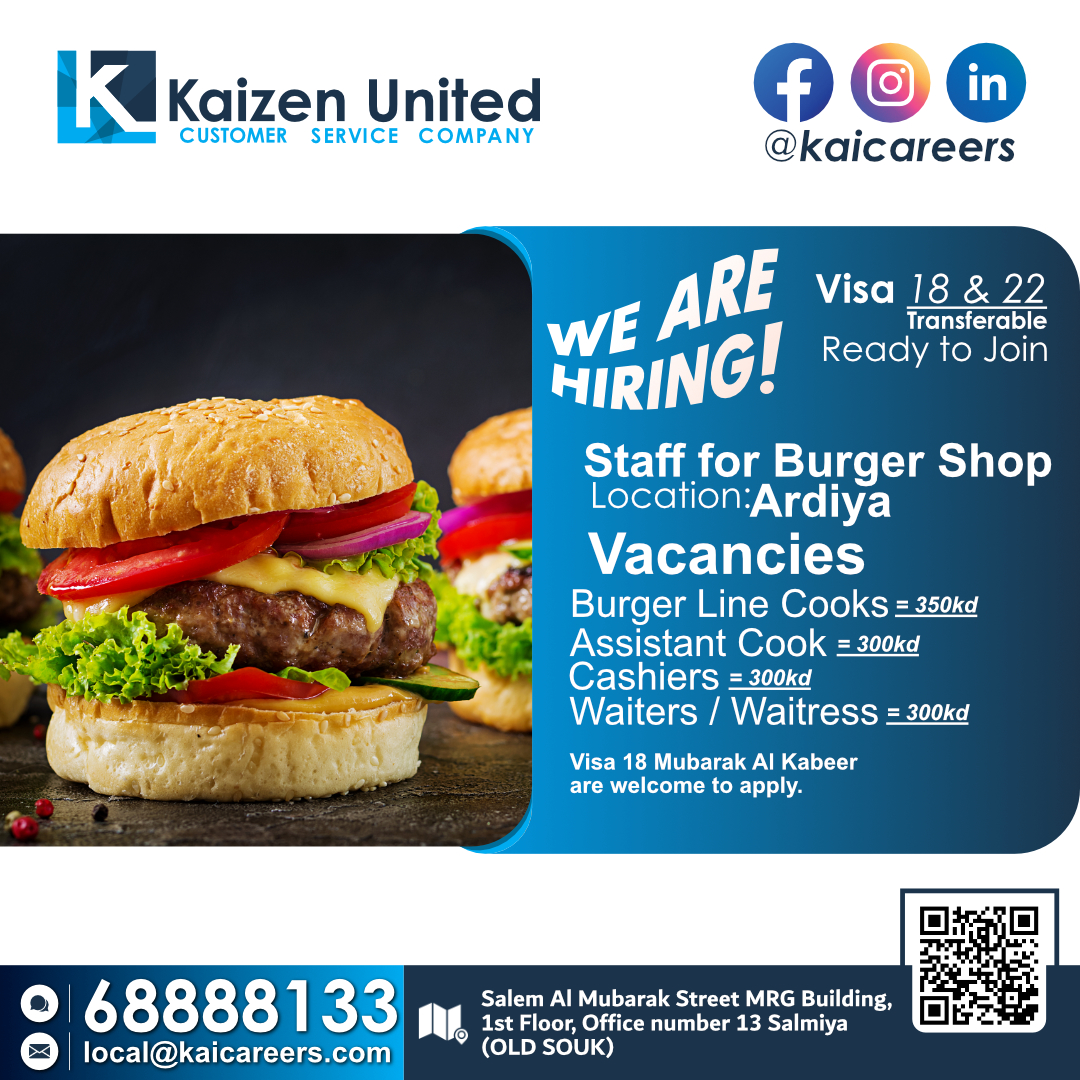 K Kaizen United
CUSTOMER SERVICE COMPANY
f in
@kaicareers
WE ARE
HIRING!
Visa 18 & 22
Transferable
Ready to Join
Staff for Burger Shop
Location:Ardiya
Vacancies
Burger Line Cooks = 350kd
Assistant Cook = 300kd
Cashiers = 300kd
Waiters / Waitress = 300kd
Visa 18 Mubarak Al Kabeer
are welcome to apply.
68888133
local@kaicareers.com
Salem Al Mubarak Street MRG Building,
1st Floor, Office number 13 Salmiya
(OLD SOUK)